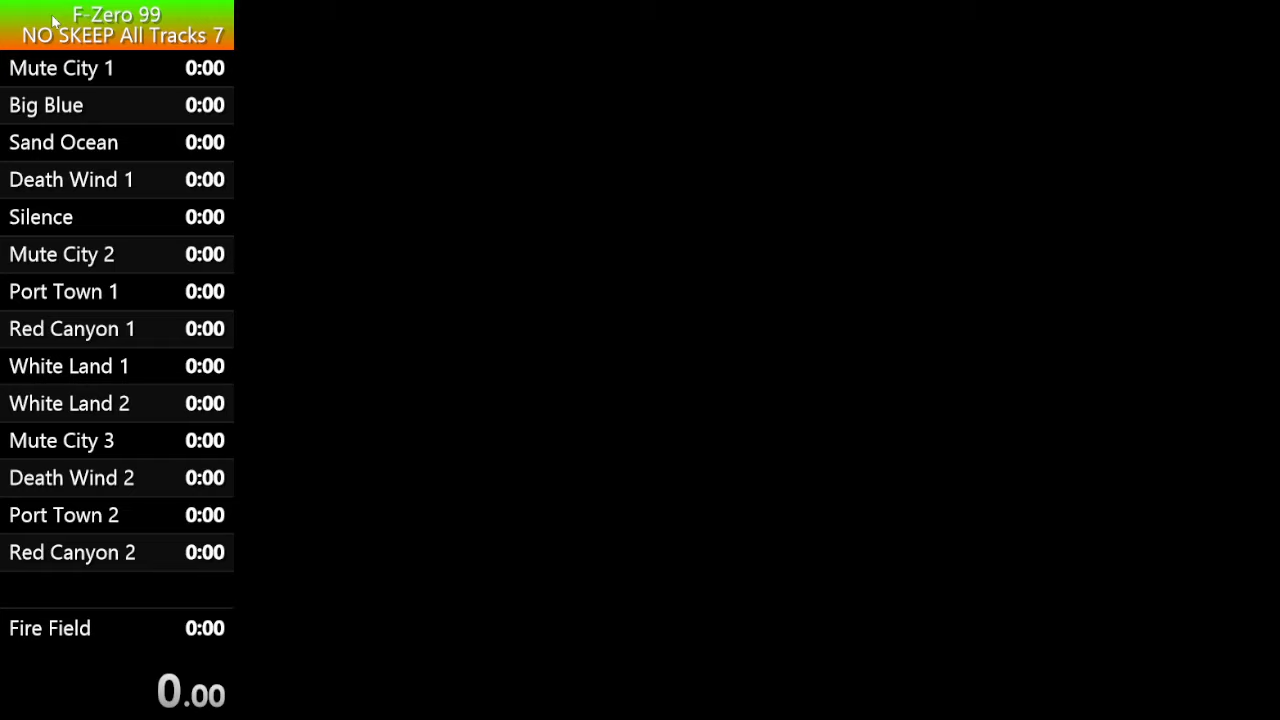 F-Zero 99
NO SKEEP All Tracks 7
Mute City 1 0:00
Big Blue 0:00
Sand Ocean 0:00
Death Wind 1 0:00
Silence 0:00
Mute City 2 0:00
Port Town 1 0:00
Red Canyon 1 0:00
White Land 1 0:00
White Land 2 0:00
Mute City 3 0:00
Death Wind 2 0:00
Port Town 2 0:00
Red Canyon 2 0:00
Fire Field 0:00
0.00